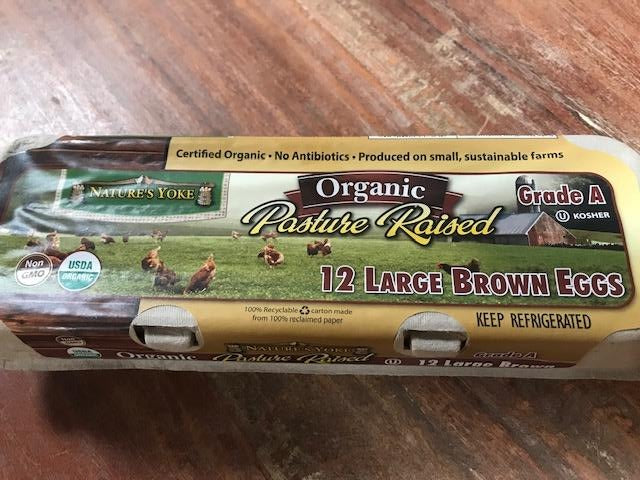 Certified Organic • No Antibiotics • Produced on small, sustainable farms
NATURE'S YOKE
Organic
Pasture Raised
Grade A
U KOSHER
Non
GMO
USDA
ORGANIC
12 LARGE BROWN EGGS
100% Recyclable carton made
from 100% reclaimed paper
KEEP REFRIGERATED
NATURE'S YOKE
Organic
Pasture Raised
U
Grade A
12 Large Brown